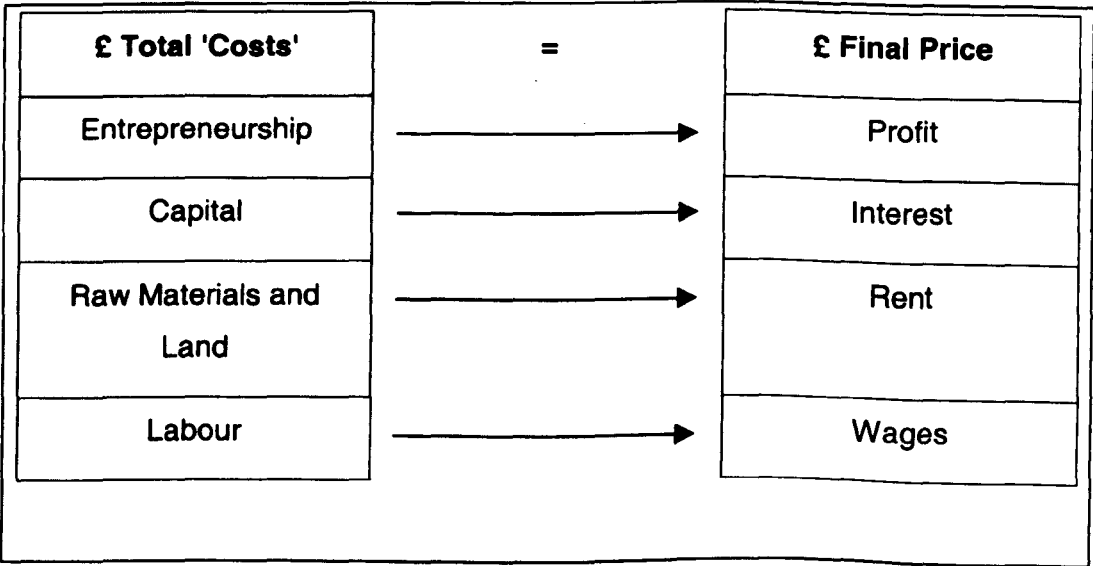 £ Total 'Costs' = £ Final Price
Entrepreneurship Profit
Capital Interest
Raw Materials and Rent
Land
Labour Wages